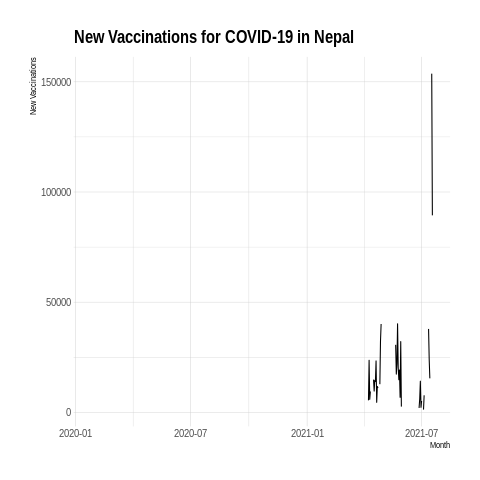 New Vaccinations for COVID-19 in Nepal
New Vaccinations
150000
100000
50000
0
2020-01 2020-07 2021-01 2021-07
Month